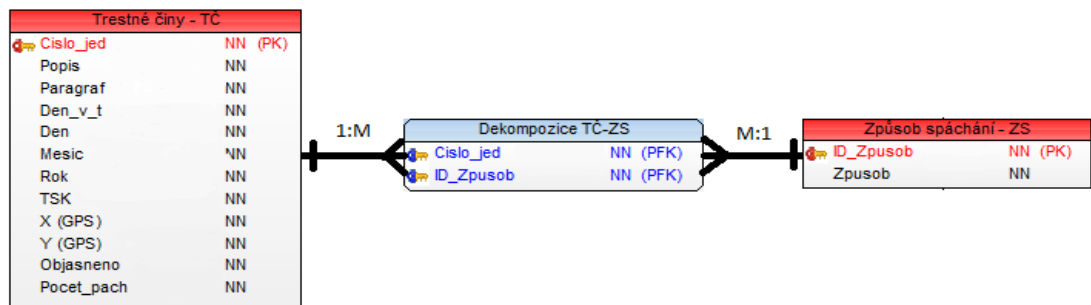 Trestné činy - TČ
Cislo_jed NN (PK)
Popis NN
Paragraf NN
Den_v_t NN
Den NN
Mesic NN
Rok NN
TSK NN
X (GPS) NN
Y (GPS) NN
Objasneno NN
Pocet_pach NN
1:M
Dekompozice TČ-ZS
Cislo_jed NN (PFK)
ID_Zpusob NN (PFK)
M:1
Způsob spáchání - ZS
ID_Zpusob NN (PK)
Zpusob NN